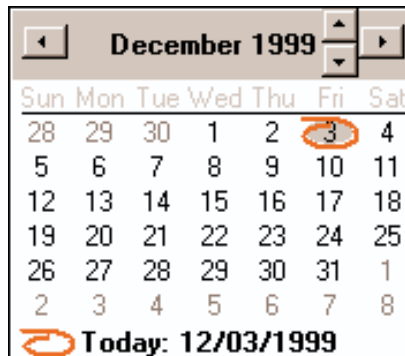 December 1999
Sun Mon Tue Wed Thu Fri Sat
28 29 30 1 2 3 4
5 6 7 8 9 10 11
12 13 14 15 16 17 18
19 20 21 22 23 24 25
26 27 28 29 30 31 1
2 3 4 5 6 7 8
Today: 12/03/1999